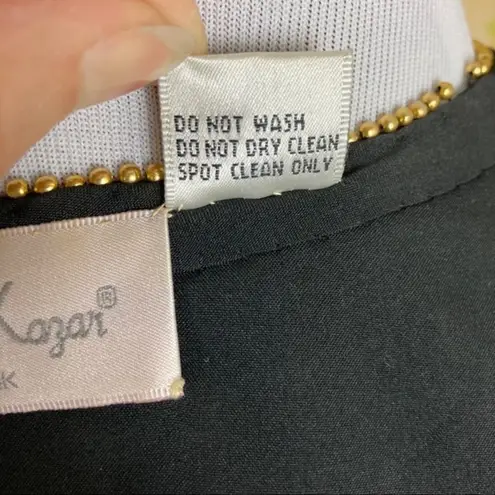 DO NOT WASH
DO NOT DRY CLEAN
SPOT CLEAN ONLY
Kazar®
K